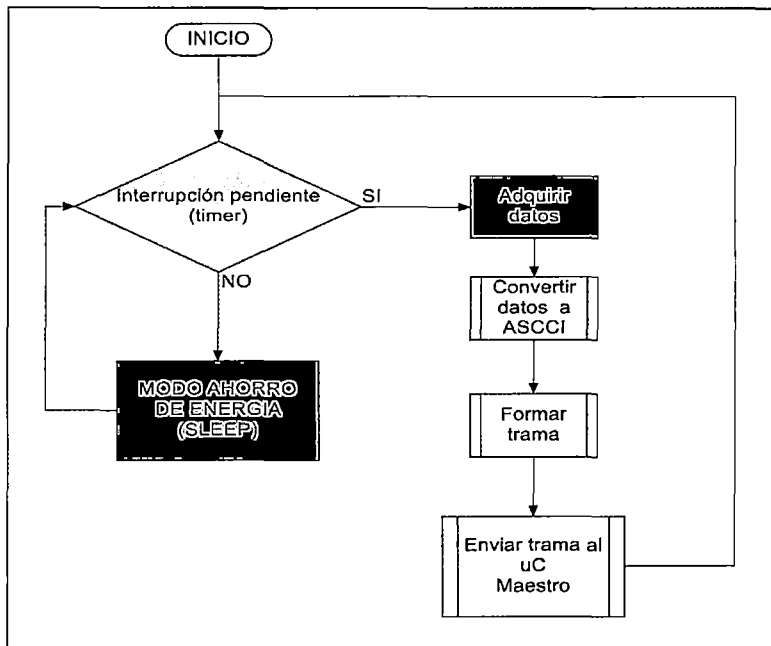 INICIO
Interrupción pendiente
(timer)
SI
NO
MODO AHORRO
DE ENERGIA
(SLEEP)
Adquirir
datos
Convertir
datos a
ASCCI
Formar
trama
Enviar trama al
uC
Maestro